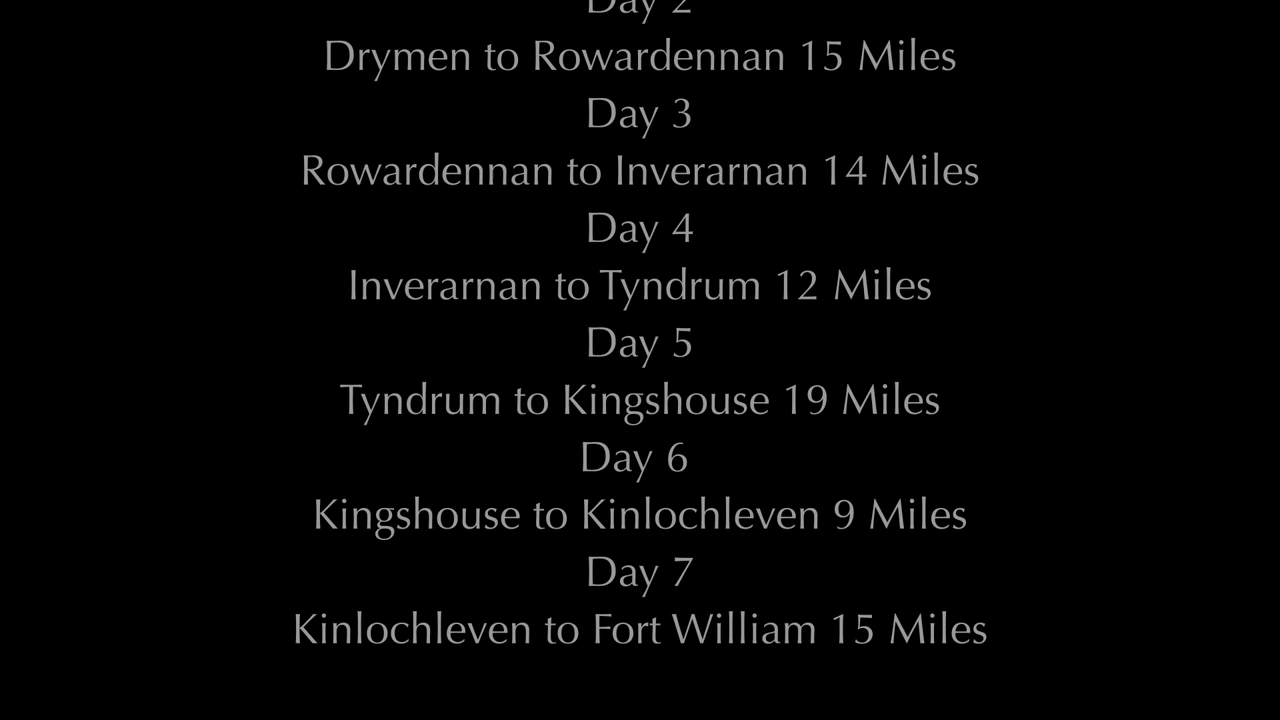 Day 2
Drymen to Rowardennan 15 Miles
Day 3
Rowardennan to Inverarnan 14 Miles
Day 4
Inverarnan to Tyndrum 12 Miles
Day 5
Tyndrum to Kingshouse 19 Miles
Day 6
Kingshouse to Kinlochleven 9 Miles
Day 7
Kinlochleven to Fort William 15 Miles